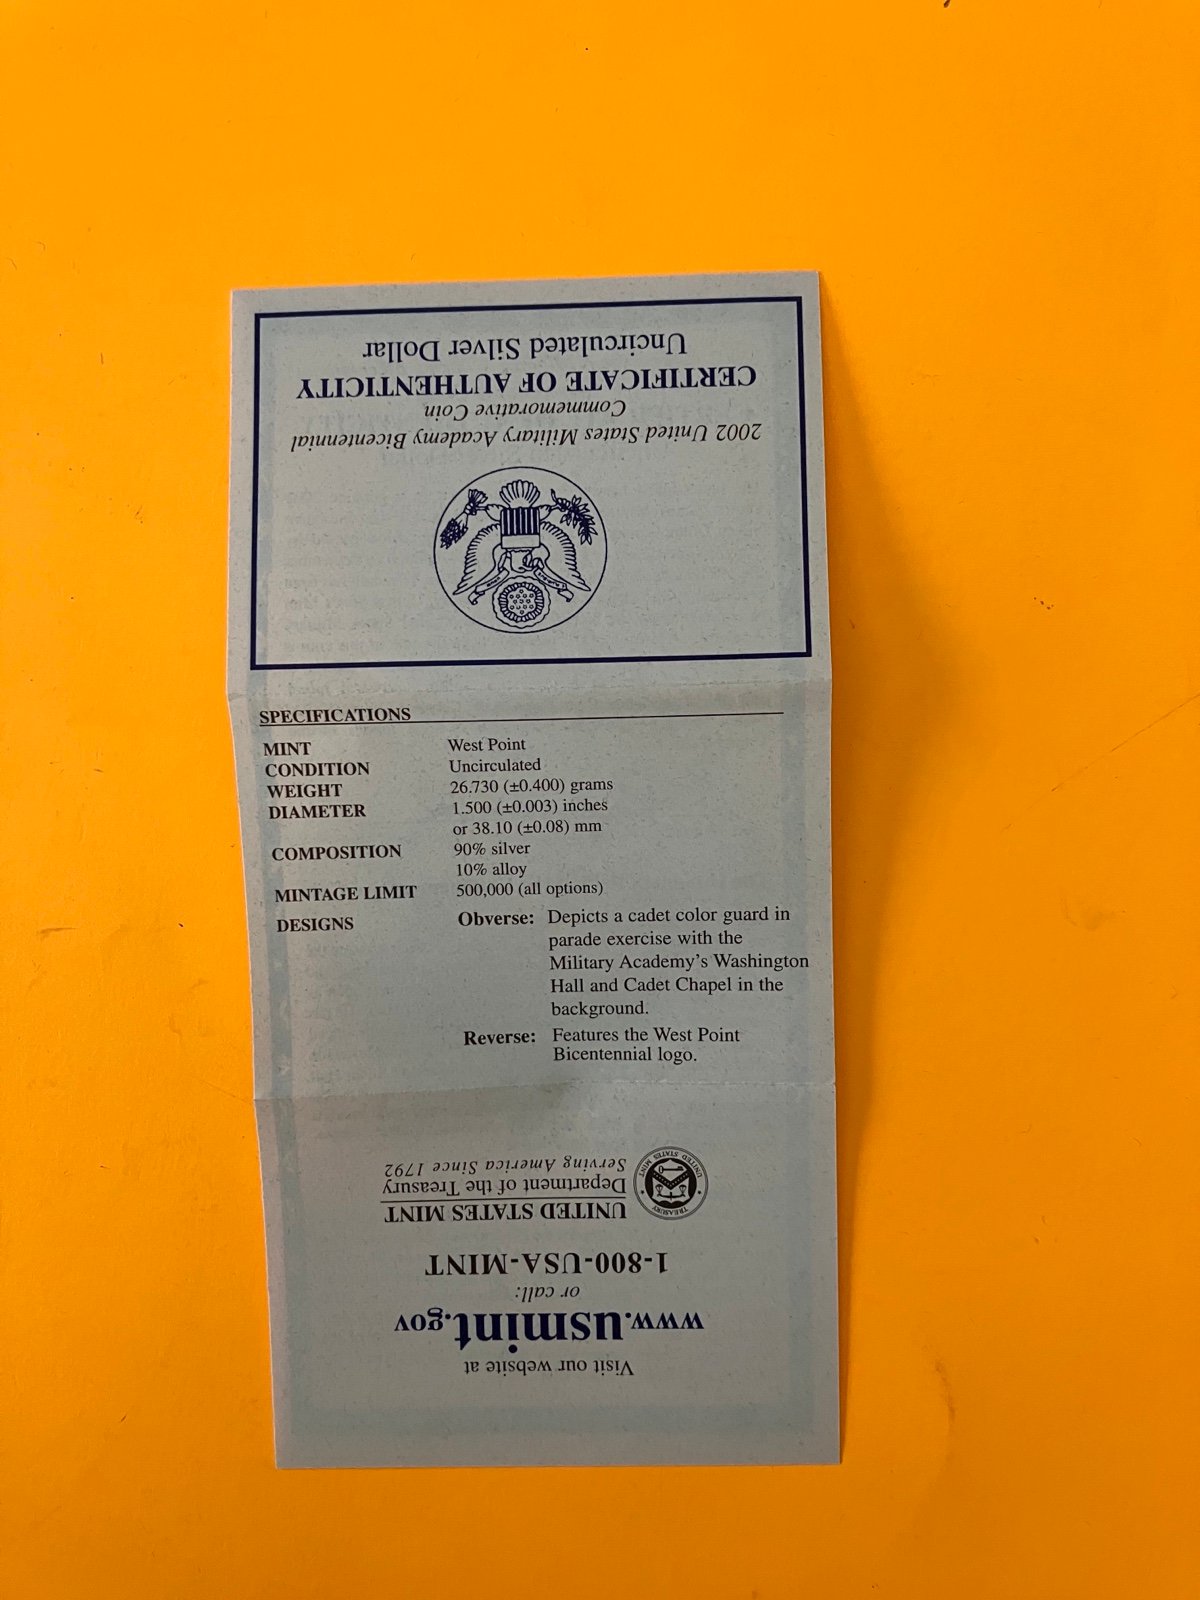 Uncirculated Silver Dollar
CERTIFICATE OF AUTHENTICITY
Commemorative Coin
2002 United States Military Academy Bicentennial
SPECIFICATIONS
MINT West Point
CONDITION Uncirculated
WEIGHT 26.730 (±0.400) grams
DIAMETER 1.500 (±0.003) inches
or 38.10 (±0.08) mm
COMPOSITION 90% silver
10% alloy
MINTAGE LIMIT 500,000 (all options)
DESIGNS Obverse: Depicts a cadet color guard in
parade exercise with the
Military Academy's Washington
Hall and Cadet Chapel in the
background.
Reverse: Features the West Point
Bicentennial logo.
Visit our website at
www.usmint.gov
or call:
1-800-USA-MINT
UNITED STATES MINT
Department of the Treasury
Serving America Since 1792
TREASURY
UNITED STATES MINT